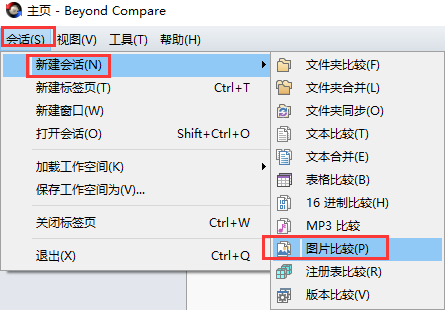 主页 - Beyond Compare
会话(S) 视图(V) 工具(T) 帮助(H)
新建会话(N)
新建标签页(T) Ctrl+T
新建窗口(W)
打开会话(O) Shift+Ctrl+O
加载工作空间(K)
保存工作空间为(V)...
关闭标签页 Ctrl+W
退出(X) Ctrl+Q
文件夹比较(F)
文件夹合并(L)
文件夹同步(O)
文本比较(T)
文本合并(E)
表格比较(B)
16 进制比较(H)
MP3 比较
图片比较(P)
注册表比较(R)
版本比较(V)